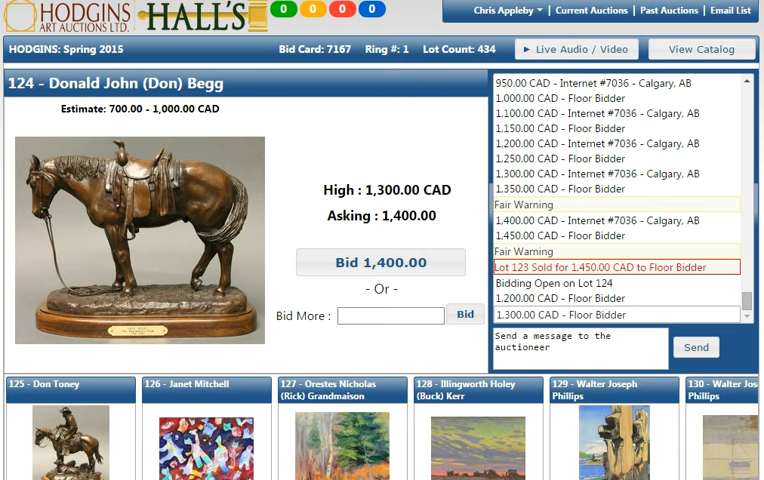 HODGINS
ART AUCTIONS LTD.
HALL'S
0 0 0 0
Chris Appleby | Current Auctions | Past Auctions | Email List
HODGINS: Spring 2015
Bid Card: 7167 Ring #: 1 Lot Count: 434
Live Audio / Video
View Catalog
124 - Donald John (Don) Begg
Estimate: 700.00 - 1,000.00 CAD
High : 1,300.00 CAD
Asking : 1,400.00
Bid 1,400.00
- Or -
Bid More :
Bid
950.00 CAD - Internet #7036 - Calgary, AB
1,000.00 CAD - Floor Bidder
1,100.00 CAD - Internet #7036 - Calgary, AB
1,150.00 CAD - Floor Bidder
1,200.00 CAD - Internet #7036 - Calgary, AB
1,250.00 CAD - Floor Bidder
1,300.00 CAD - Internet #7036 - Calgary, AB
1,350.00 CAD - Floor Bidder
Fair Warning
1,400.00 CAD - Internet #7036 - Calgary, AB
1,450.00 CAD - Floor Bidder
Fair Warning
Lot 123 Sold for 1,450.00 CAD to Floor Bidder
Bidding Open on Lot 124
1,200.00 CAD - Floor Bidder
1,300.00 CAD - Floor Bidder
Send a message to the
auctioneer
Send
125 - Don Toney
126 - Janet Mitchell
127 - Orestes Nicholas
(Rick) Grandmaison
128 - Illingworth Holey
(Buck) Kerr
129 - Walter Joseph
Phillips
130 - Walter Jos
Phillips